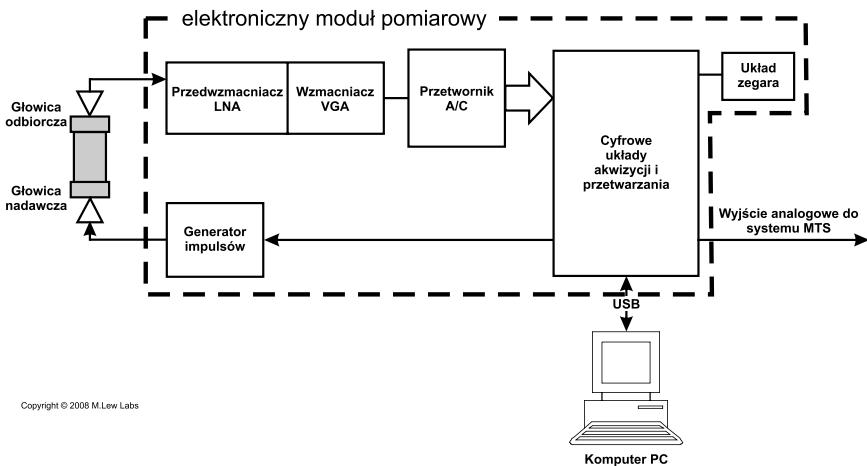 elektroniczny moduł pomiarowy
Głowica
odbiorcza
Przedwzmacniacz
LNA
Wzmacniacz
VGA
Przetwornik
A/C
Układ
zegara
Cyfrowe
układy
akwizycji i
przetwarzania
Głowica
nadawcza
Generator
impulsów
Wyjście analogowe do
systemu MTS
USB
Komputer PC
Copyright © 2008 M.Lew Labs